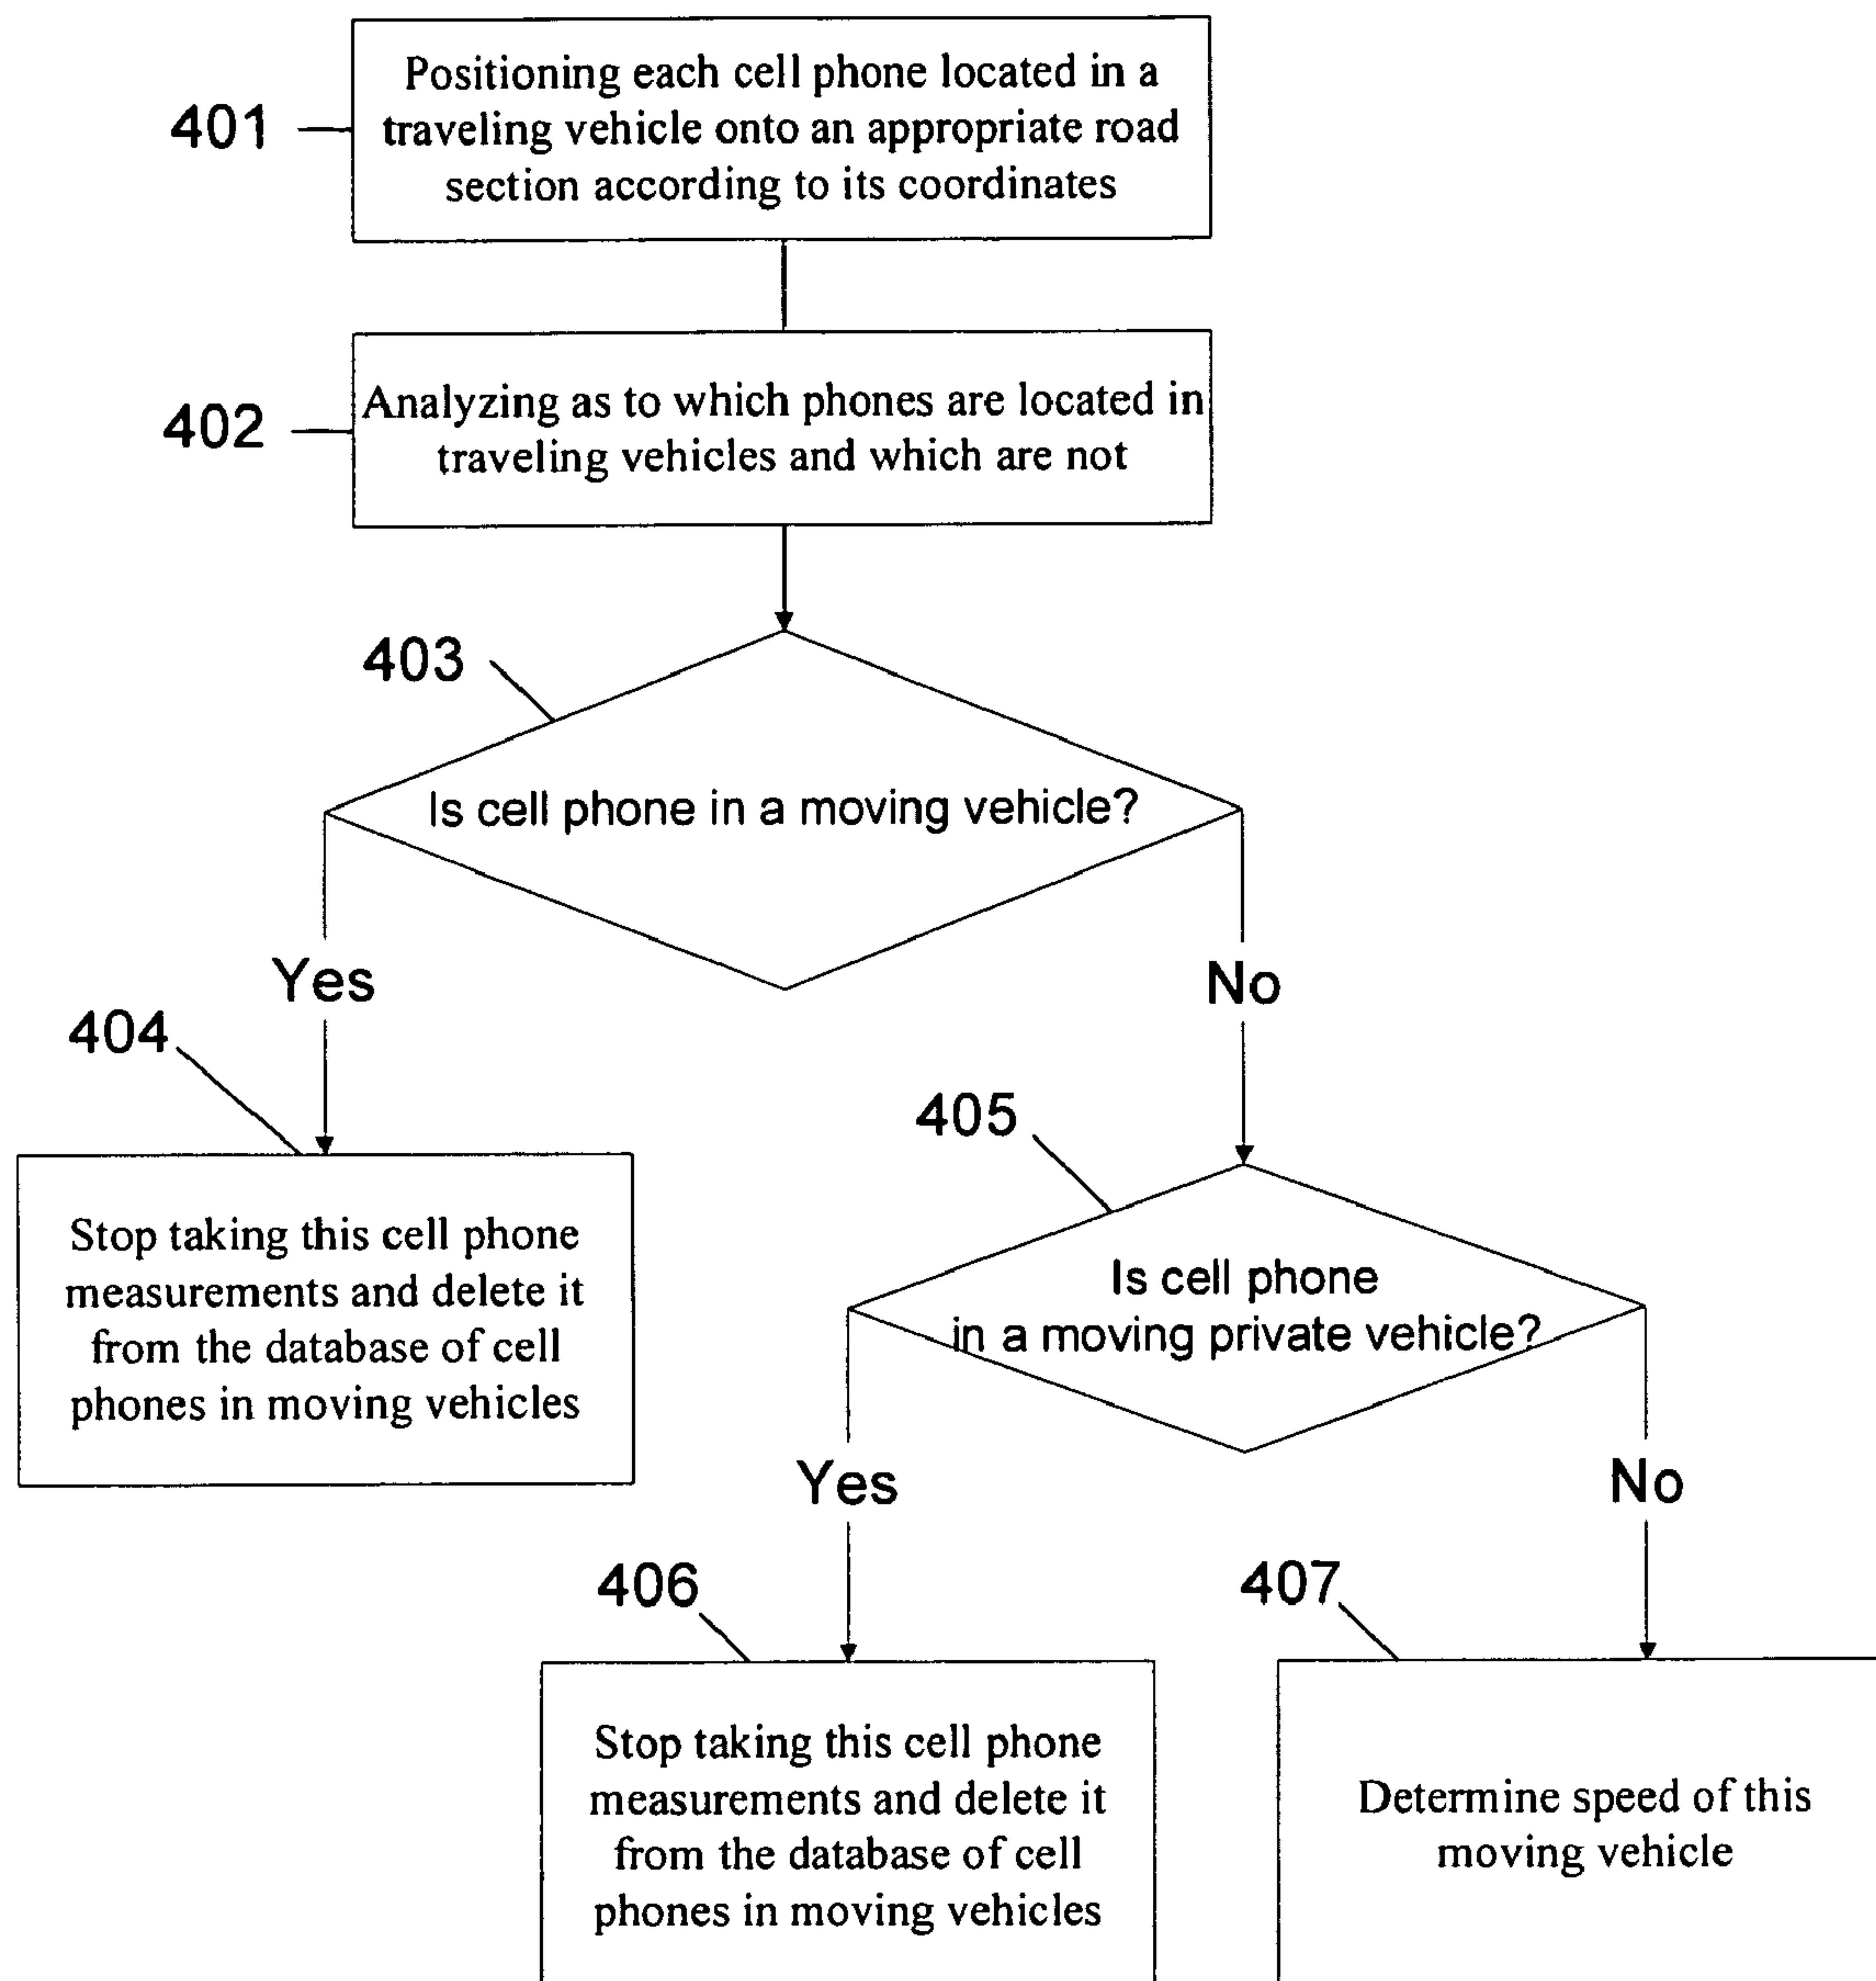 401
Positioning each cell phone located in a
traveling vehicle onto an appropriate road
section according to its coordinates
402
Analyzing as to which phones are located in
traveling vehicles and which are not
403
Is cell phone in a moving vehicle?
Yes
No
404
Stop taking this cell phone
measurements and delete it
from the database of cell
phones in moving vehicles
405
Is cell phone
in a moving private vehicle?
Yes
No
406
Stop taking this cell phone
measurements and delete it
from the database of cell
phones in moving vehicles
407
Determine speed of this
moving vehicle